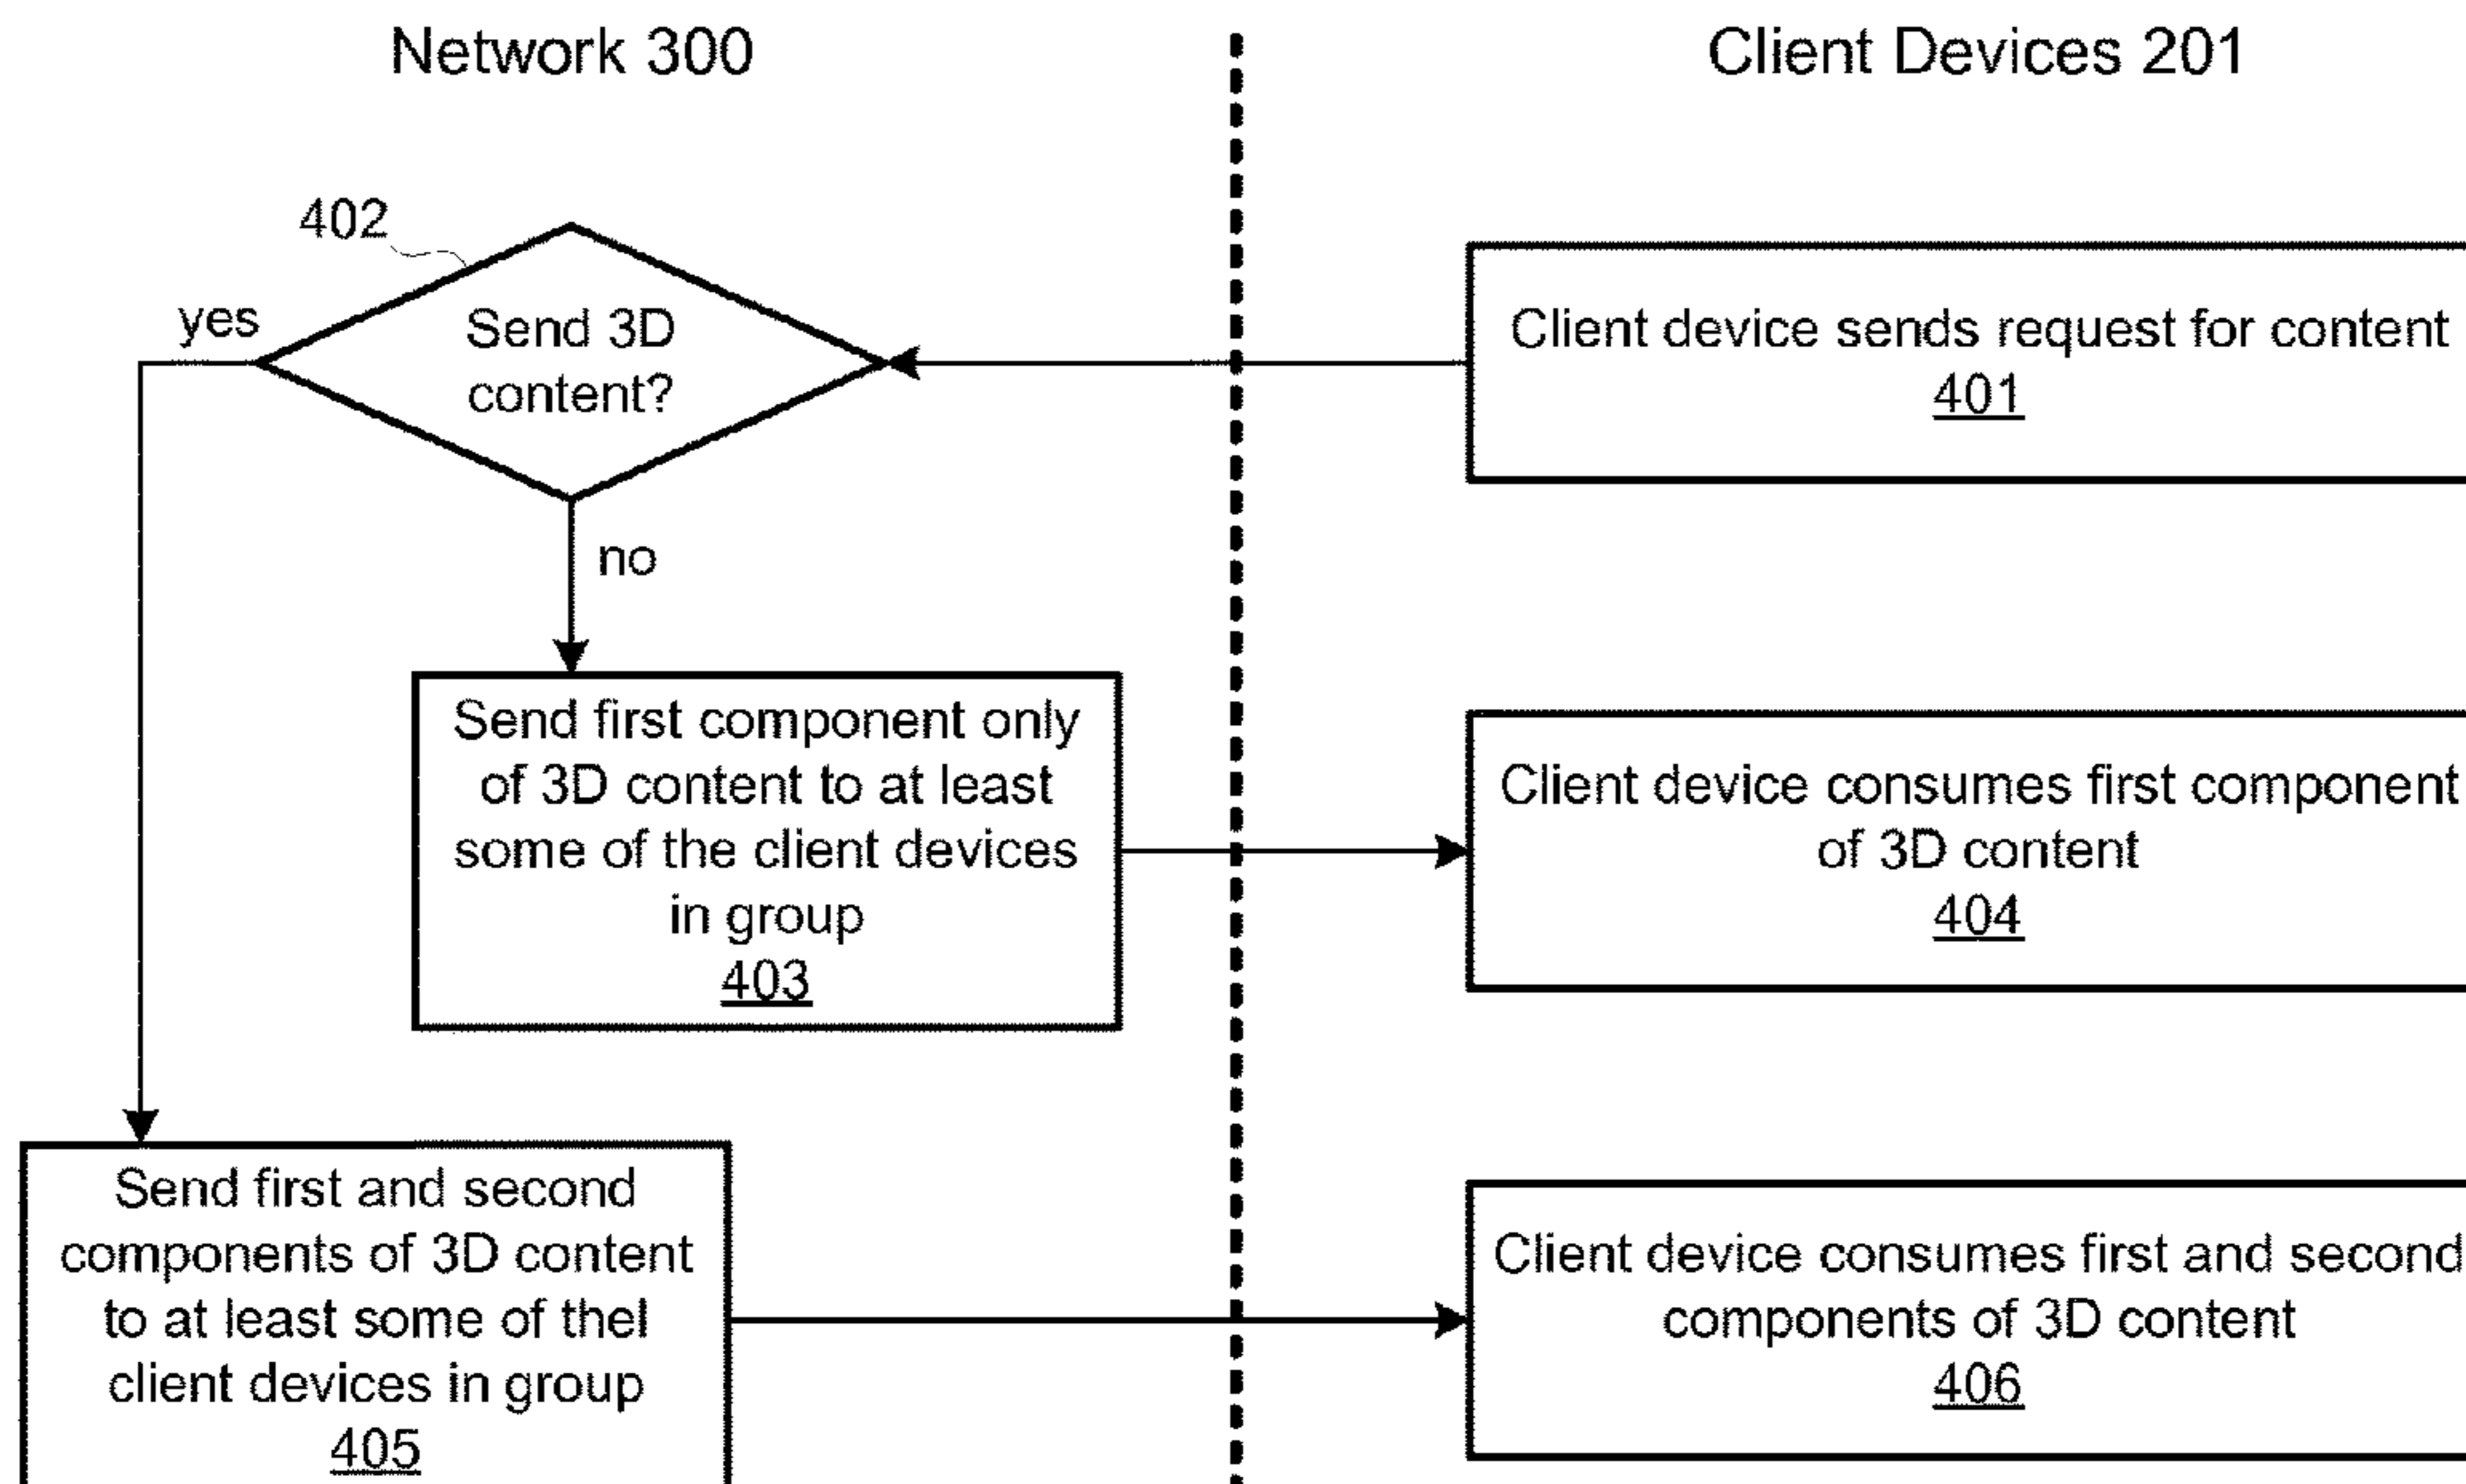 Network 300
Client Devices 201
402
yes
Send 3D
content?
Client device sends request for content
401
no
Send first component only
of 3D content to at least
some of the client devices
in group
403
Client device consumes first component
of 3D content
404
Send first and second
components of 3D content
to at least some of thel
client devices in group
405
Client device consumes first and second
components of 3D content
406